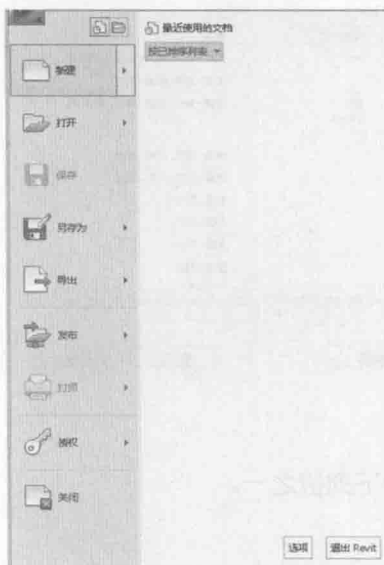 最近使用的文档
按已排序列表
新建
打开
保存
另存为
导出
发布
打印
授权
关闭
选项
退出 Revit